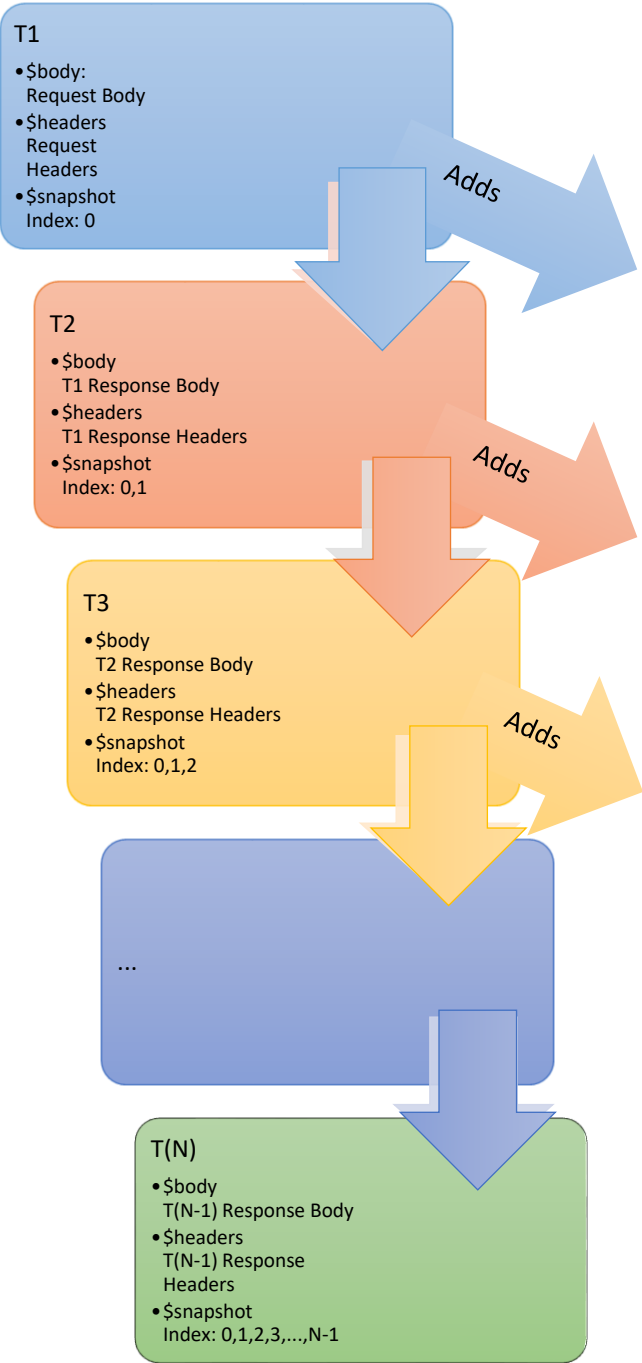 T1
•$body:
Request Body
•$headers
Request
Headers
•$snapshot
Index: 0
Adds
T2
•$body
T1 Response Body
•$headers
T1 Response Headers
•$snapshot
Index: 0,1
Adds
T3
•$body
T2 Response Body
•$headers
T2 Response Headers
•$snapshot
Index: 0,1,2
Adds
...
T(N)
•$body
T(N-1) Response Body
•$headers
T(N-1) Response
Headers
•$snapshot
Index: 0,1,2,3,...,N-1